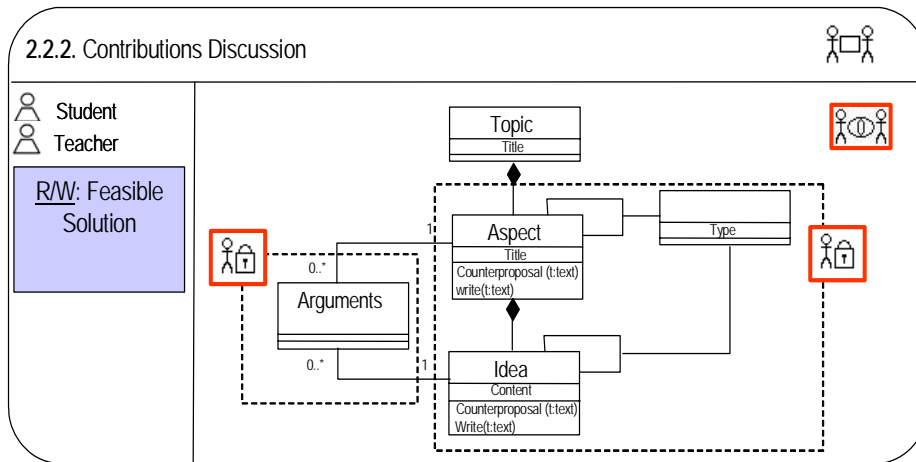 2.2.2. Contributions Discussion
Student
Teacher
R/W: Feasible
Solution
Topic
Title
Type
1
Aspect
Title
Counterproposal (t:text)
write(t:text)
0..*
Arguments
0..*
1
Idea
Content
Counterproposal (t:text)
Write(t:text)